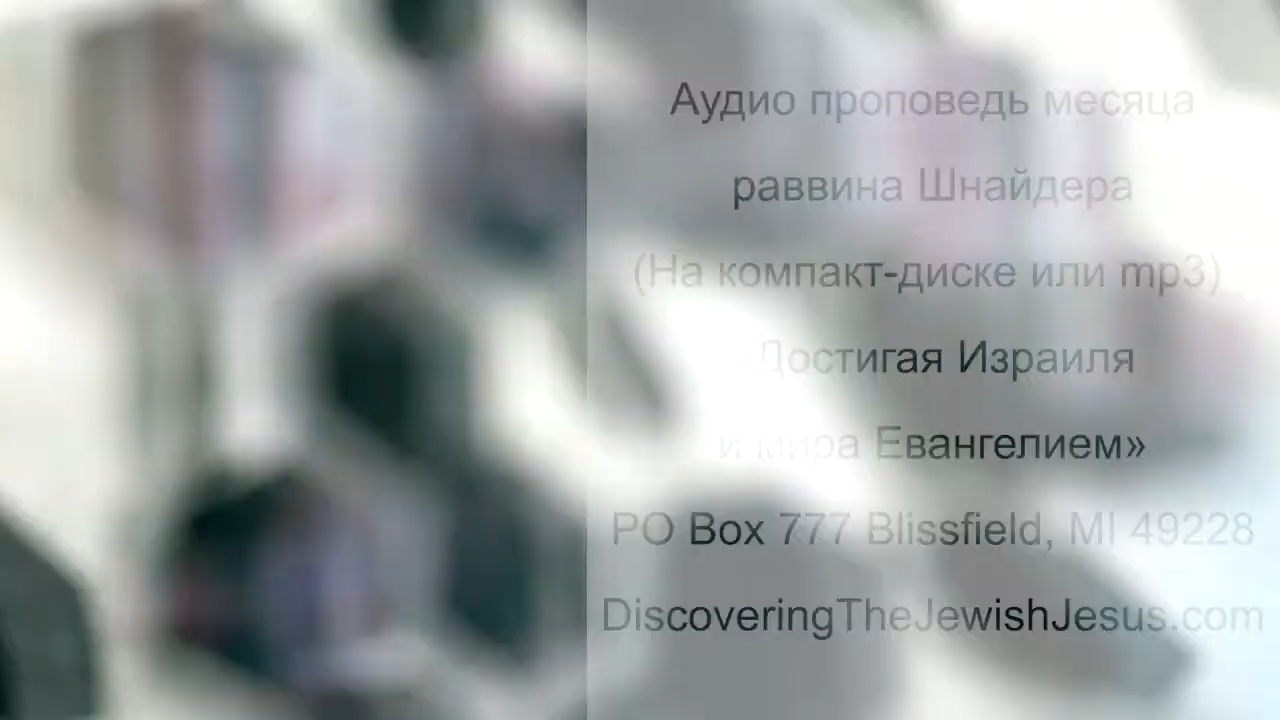 Аудио проповедь месяца
раввина Шнайдера
(На компакт-диске или mp3)
«Достигая Израиля
и мира Евангелием»
PO Box 777 Blissfield, MI 49228
DiscoveringTheJewishJesus.com